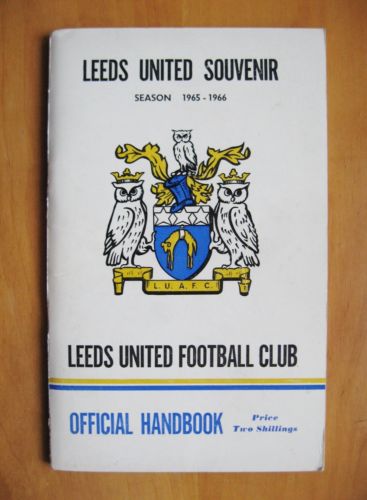 LEEDS UNITED SOUVENIR
SEASON 1965-1966
L. U. A. F. C.
LEEDS UNITED FOOTBALL CLUB
OFFICIAL HANDBOOK
Price
Two Shillings